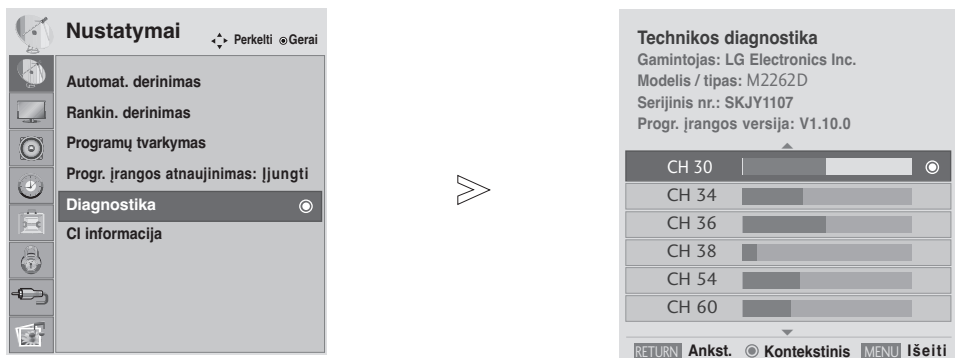 Nustatymai
Perkelti Gerai
Automat. derinimas
Rankin. derinimas
Programų tvarkymas
Progr. įrangos atnaujinimas: Įjungti
Diagnostika
CI informacija
Technikos diagnostika
Gamintojas: LG Electronics Inc.
Modelis / tipas: M2262D
Serijinis nr.: SKJY1107
Progr. įrangos versija: V1.10.0
CH 30
CH 34
CH 36
CH 38
CH 54
CH 60
RETURN Ankst. Kontekstinis MENU Išeiti